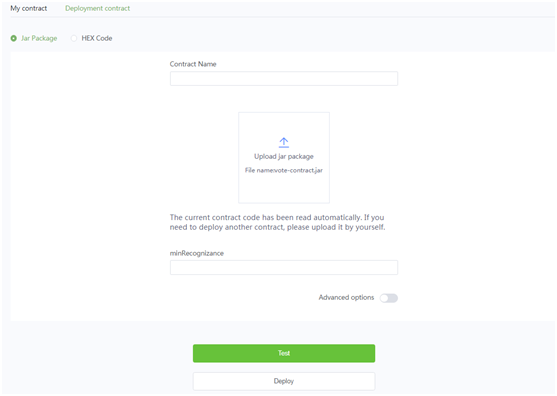 My contract Deployment contract
Jar Package HEX Code
Contract Name
Upload jar package
File name:vote-contract.jar
The current contract code has been read automatically. If you
need to deploy another contract, please upload it by yourself.
minRecognizance
Advanced options
Test
Deploy